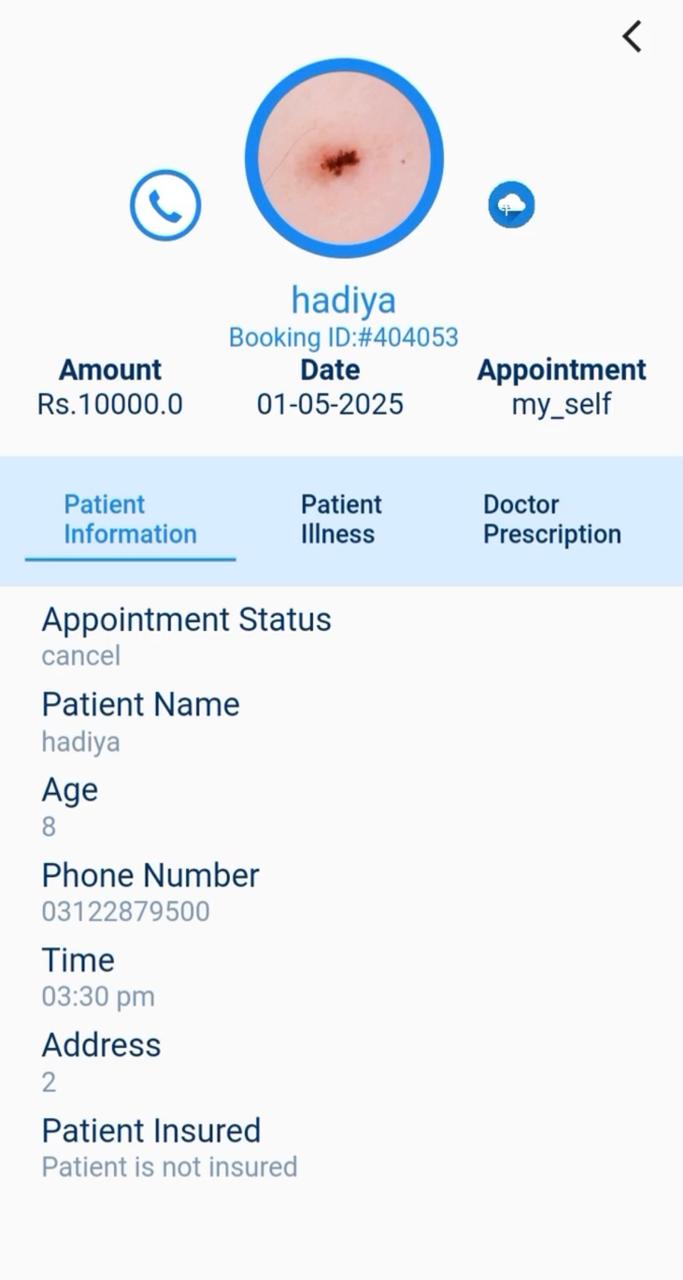 hadiya
Booking ID:#404053
Amount Date Appointment
Rs.10000.0 01-05-2025 my_self
Patient Information
Patient Illness
Doctor Prescription
Appointment Status
cancel
Patient Name
hadiya
Age
8
Phone Number
03122879500
Time
03:30 pm
Address
2
Patient Insured
Patient is not insured